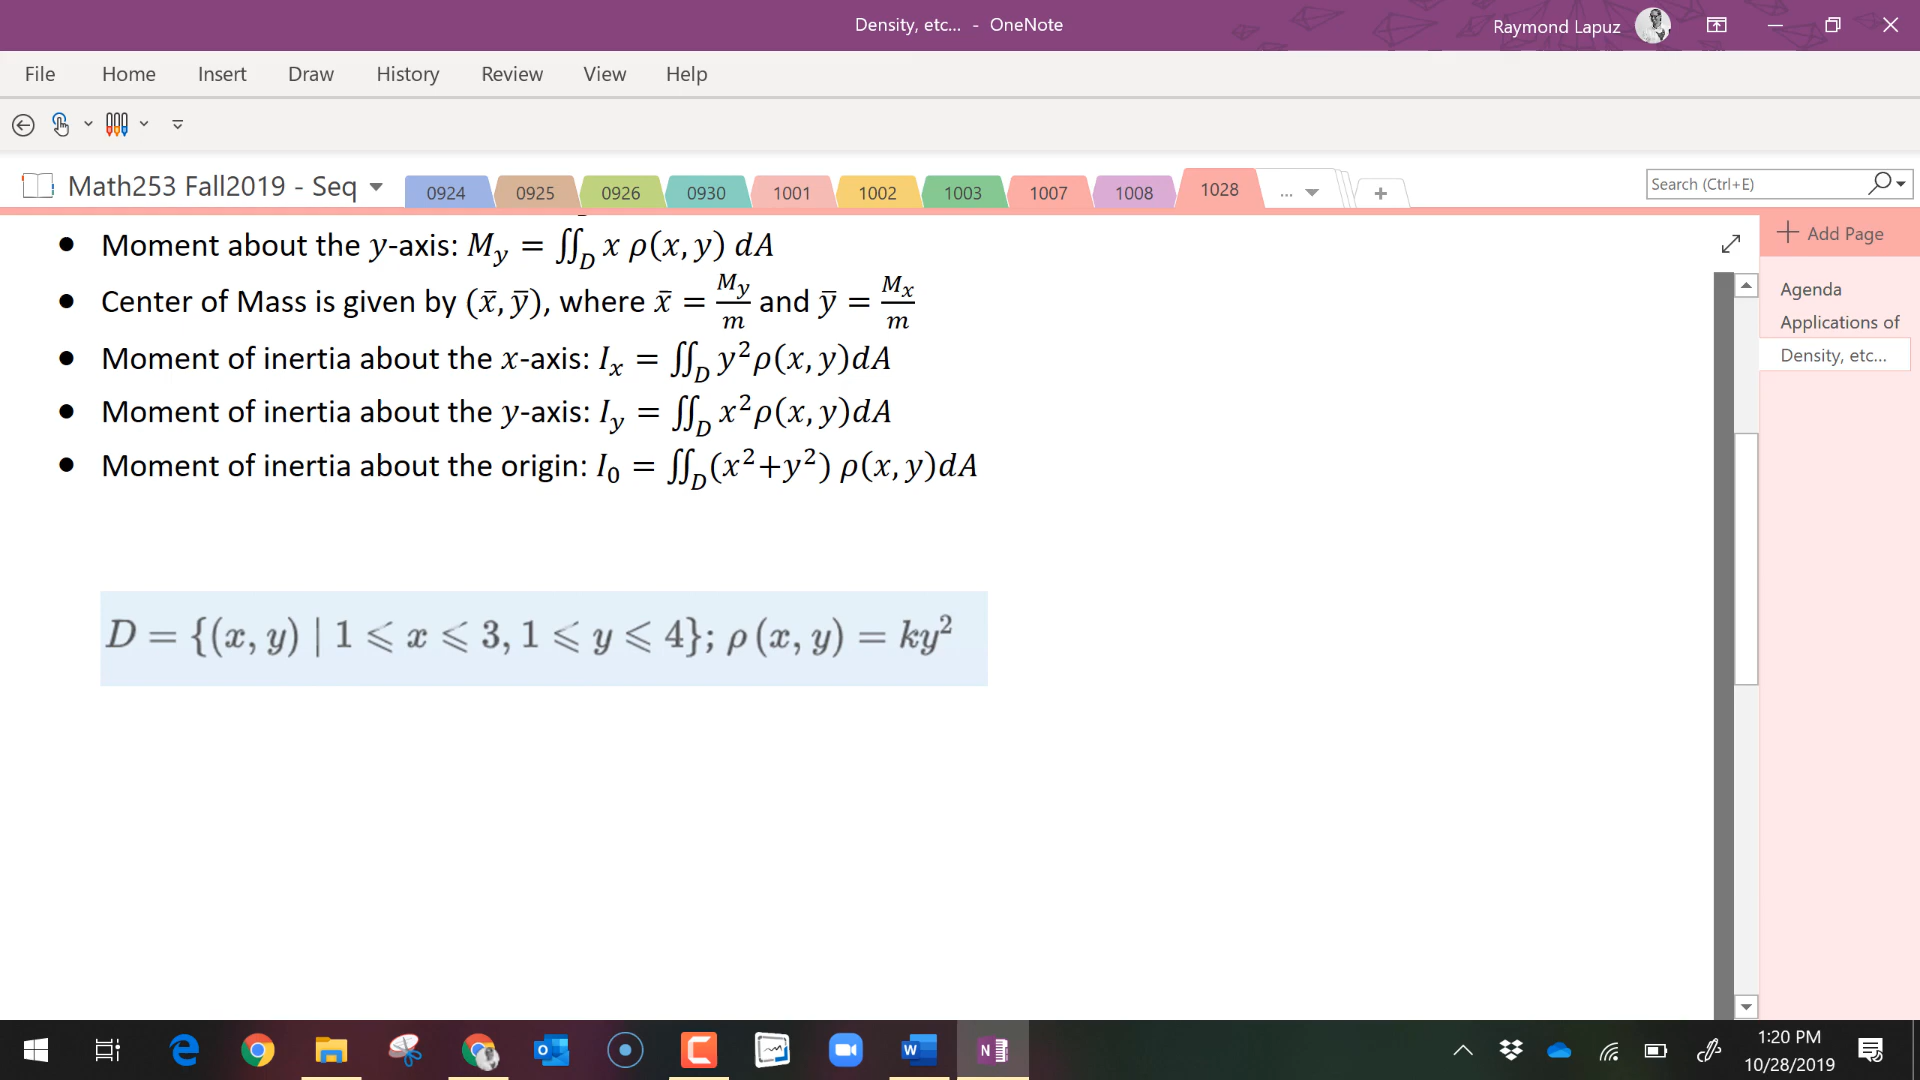 Density, etc... - OneNote
Raymond Lapuz
File Home Insert Draw History Review View Help
Math253 Fall2019 - Seq
0924 0925 0926 0930 1001 1002 1003 1007 1008 1028 ... +
Search (Ctrl+E)
• Moment about the y-axis: M_y = ∬_D x ρ(x, y) dA
• Center of Mass is given by (x̄, ȳ), where x̄ = M_y/m and ȳ = M_x/m
• Moment of inertia about the x-axis: I_x = ∬_D y²ρ(x, y)dA
• Moment of inertia about the y-axis: I_y = ∬_D x²ρ(x, y)dA
• Moment of inertia about the origin: I₀ = ∬_D(x²+y²) ρ(x, y)dA
D = {(x, y) | 1 ⩽ x ⩽ 3, 1 ⩽ y ⩽ 4}; ρ (x, y) = ky²
+ Add Page
Agenda
Applications of
Density, etc...
1:20 PM
10/28/2019